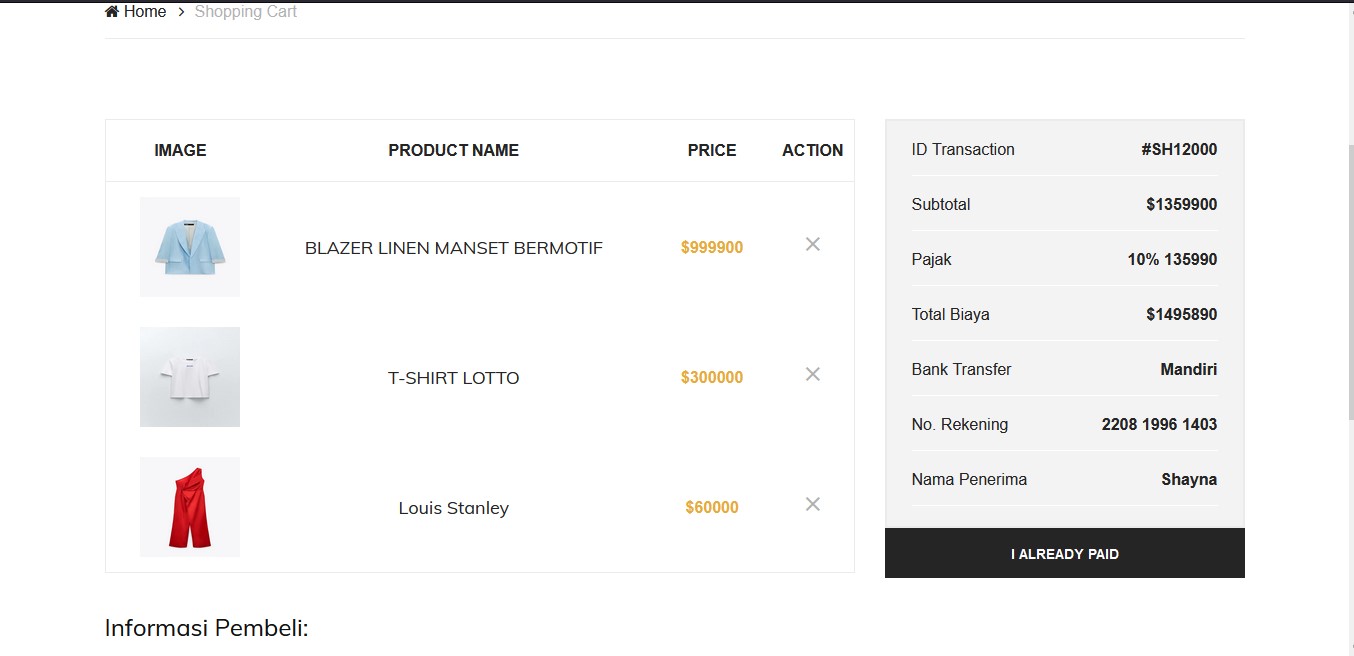 Home > Shopping Cart
IMAGE PRODUCT NAME PRICE ACTION
BLAZER LINEN MANSET BERMOTIF $999900
T-SHIRT LOTTO $300000
Louis Stanley $60000
ID Transaction #SH12000
Subtotal $1359900
Pajak 10% 135990
Total Biaya $1495890
Bank Transfer Mandiri
No. Rekening 2208 1996 1403
Nama Penerima Shayna
I ALREADY PAID
Informasi Pembeli: